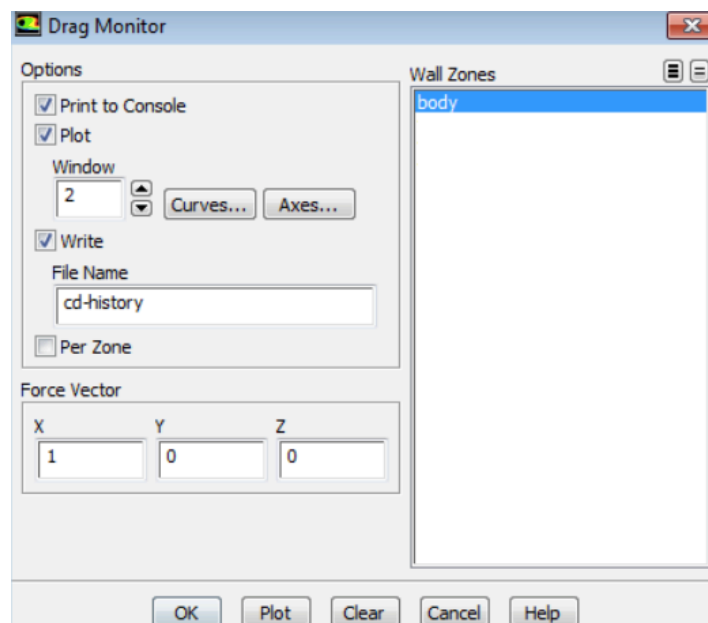 Drag Monitor
Options
Print to Console
Plot
Window
2
Curves...
Axes...
Write
File Name
cd-history
Per Zone
Force Vector
X Y Z
1 0 0
Wall Zones
body
OK Plot Clear Cancel Help